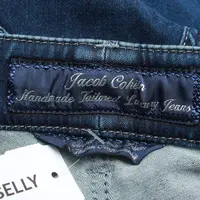 Jacob Cohën
Handmade Tailored Luxury Jeans
SELLY